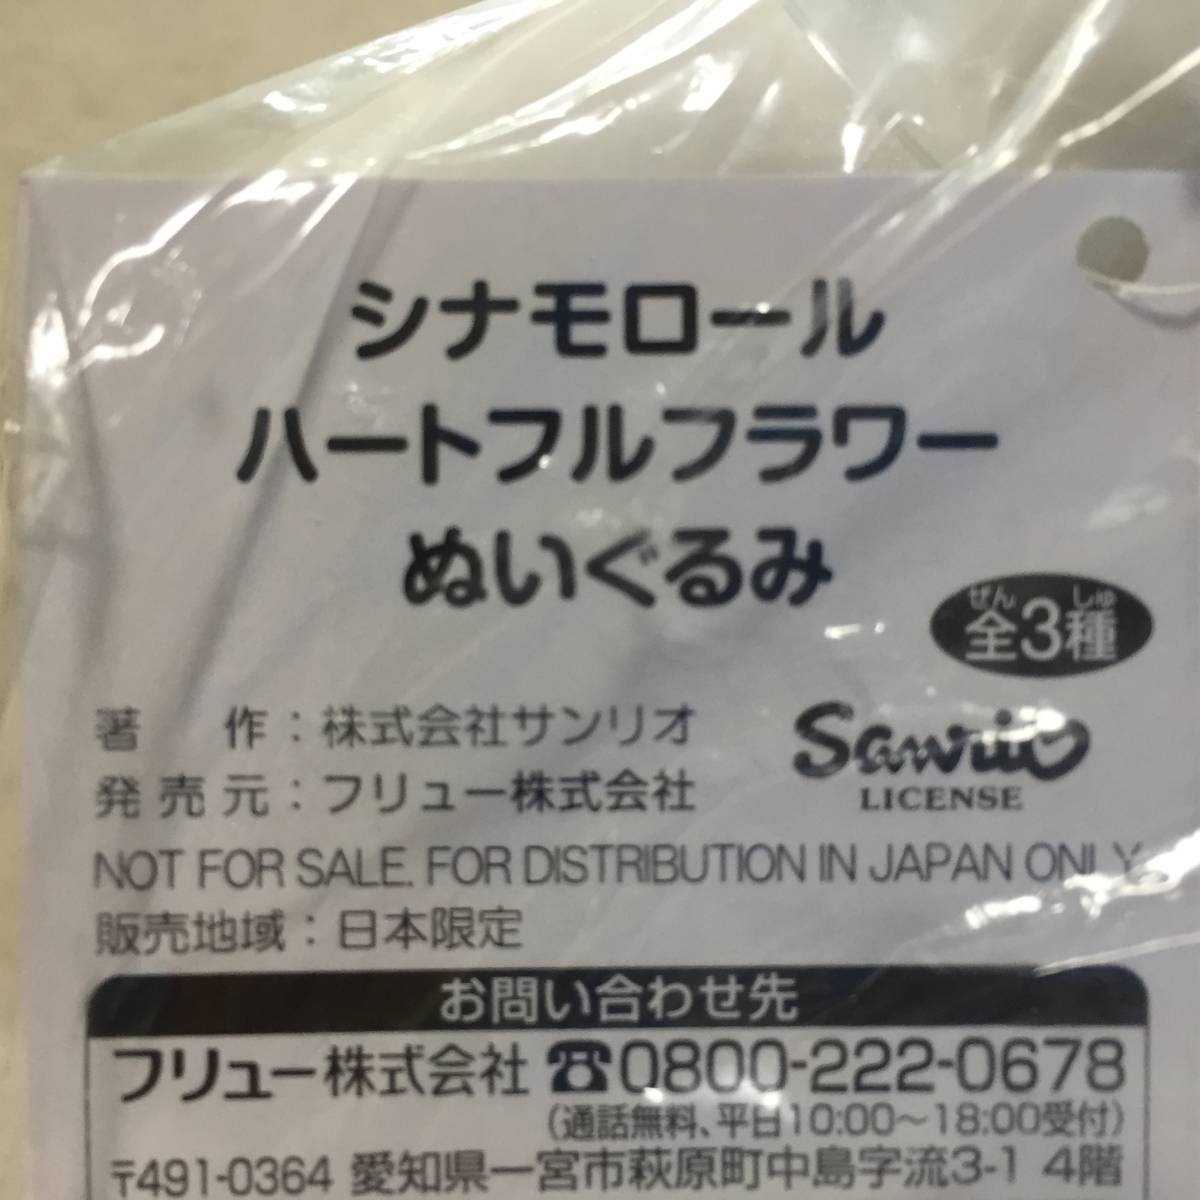 シナモロール
ハートフルフラワー
ぬいぐるみ
ぜん しゅ
全3種
著 作：株式会社サンリオ
Sanrio
LICENSE
発売元：フリュー株式会社
NOT FOR SALE. FOR DISTRIBUTION IN JAPAN ONLY
販売地域：日本限定
お問い合わせ先
フリュー株式会社 ☎0800-222-0678
(通話無料、平日10:00～18:00受付)
〒491-0364 愛知県一宮市萩原町中島字流3-1 4階